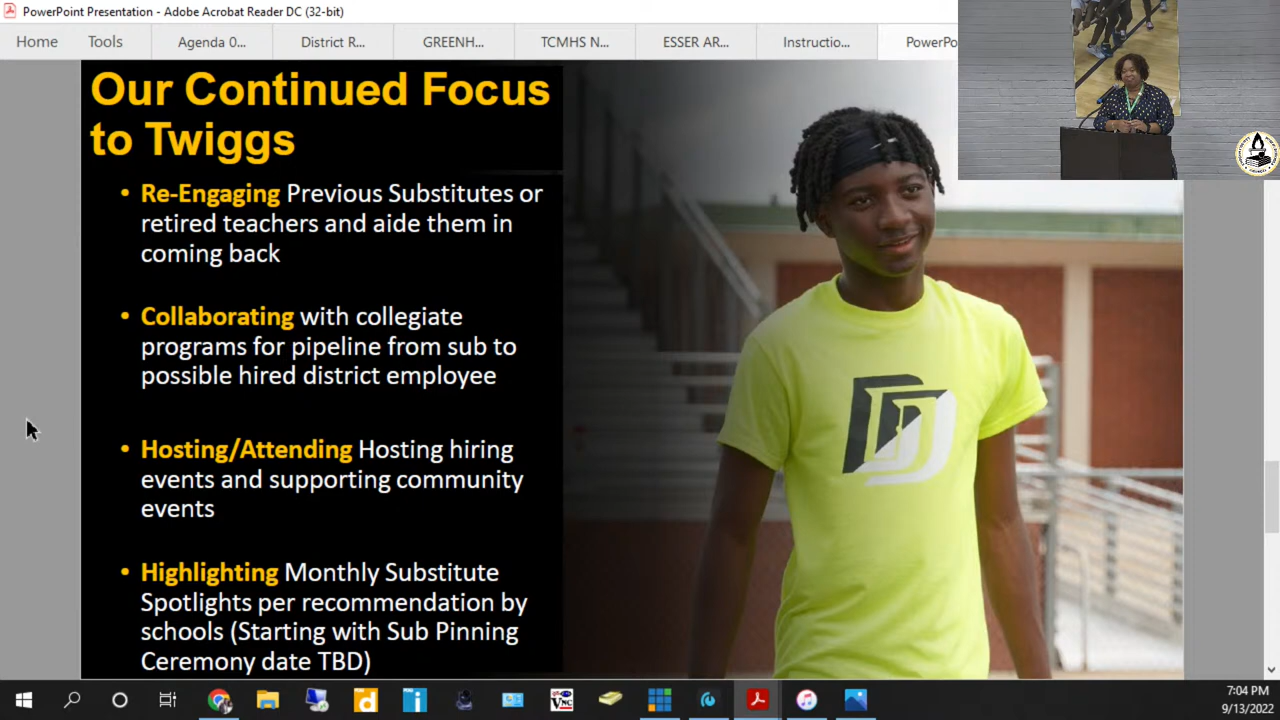 PowerPoint Presentation - Adobe Acrobat Reader DC (32-bit)
Home
Tools
Agenda 0...
District R...
GREENH...
TCMHS N...
ESSER AR...
Instructio...
PowerPo
Our Continued Focus
to Twiggs
• Re-Engaging Previous Substitutes or
retired teachers and aide them in
coming back
• Collaborating with collegiate
programs for pipeline from sub to
possible hired district employee
• Hosting/Attending Hosting hiring
events and supporting community
events
• Highlighting Monthly Substitute
Spotlights per recommendation by
schools (Starting with Sub Pinning
Ceremony date TBD)
7:04 PM
9/13/2022